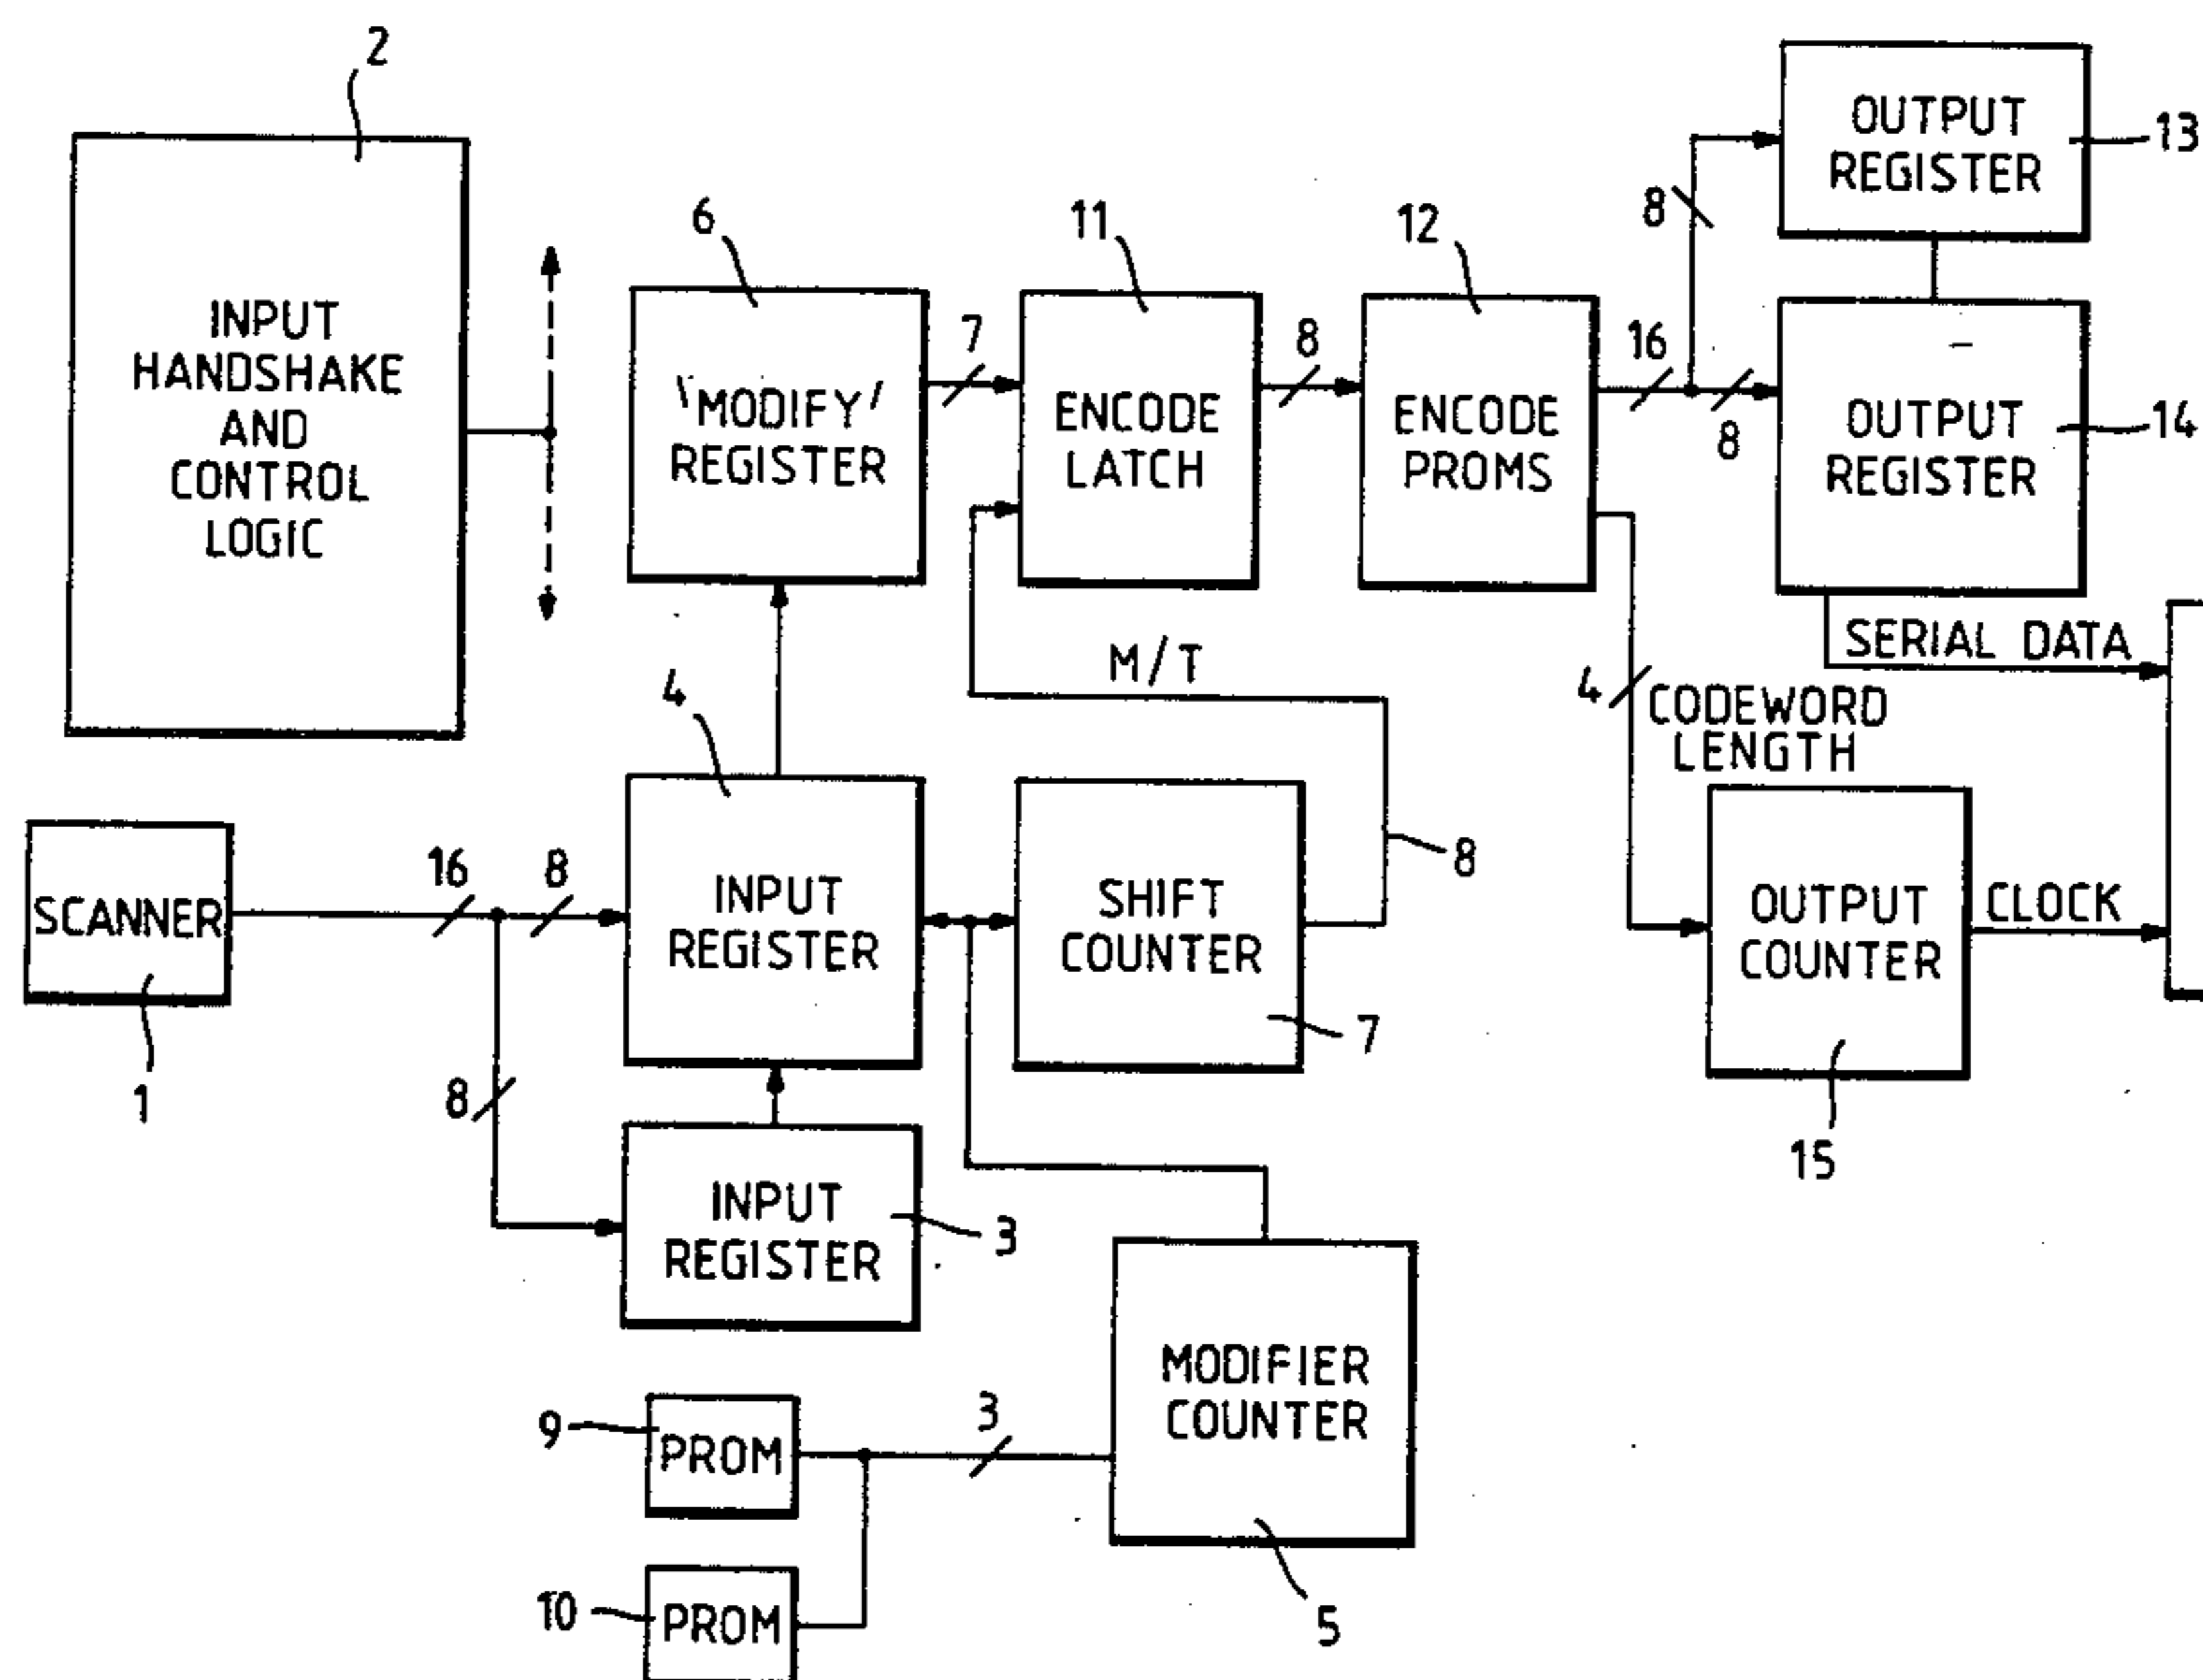 2
INPUT
HANDSHAKE
AND
CONTROL
LOGIC
6
'MODIFY'
REGISTER
7
11
ENCODE
LATCH
8
12
ENCODE
PROMS
16
8
8
OUTPUT
REGISTER
13
OUTPUT
REGISTER
14
SERIAL DATA
M/T
4
CODEWORD
LENGTH
4
SCANNER
1
16
8
8
INPUT
REGISTER
SHIFT
COUNTER
7
8
OUTPUT
COUNTER
15
CLOCK
INPUT
REGISTER
3
MODIFIER
COUNTER
5
9
PROM
3
10
PROM